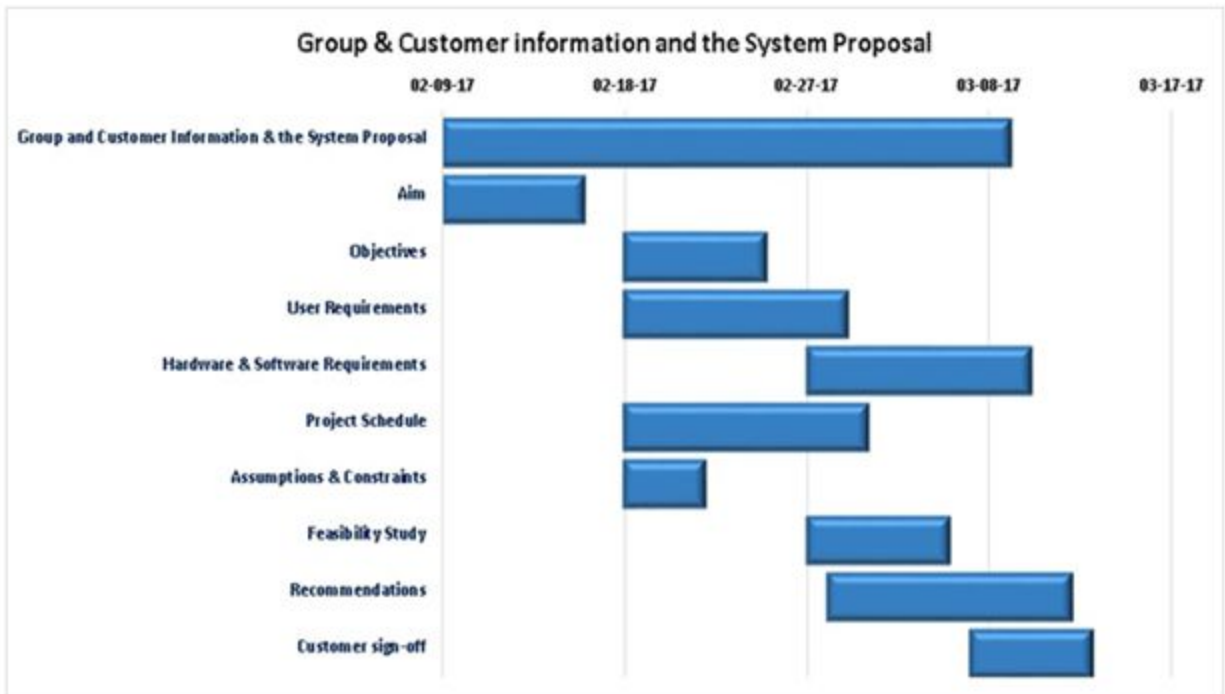 Group & Customer information and the System Proposal
02-09-17 02-18-17 02-27-17 03-08-17 03-17-17
Group and Customer Information & the System Proposal
Aim
Objectives
User Requirements
Hardware & Software Requirements
Project Schedule
Assumptions & Constraints
Feasibility Study
Recommendations
Customer sign-off